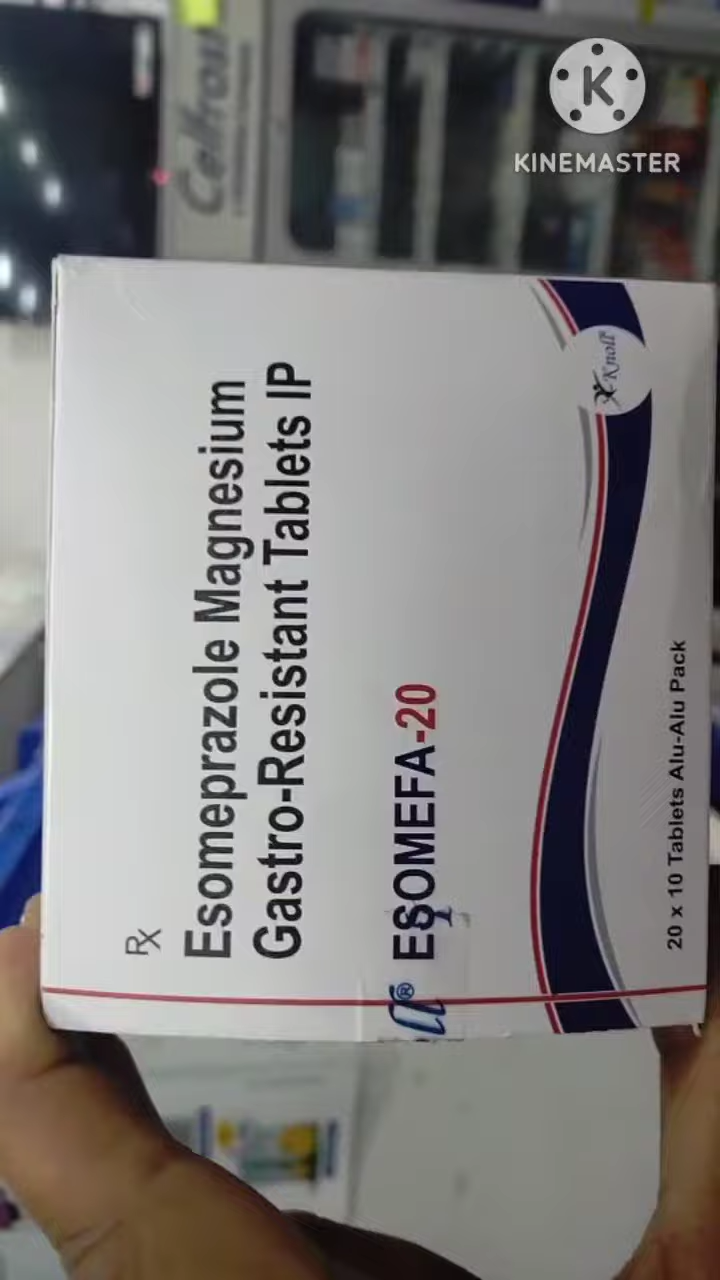 KINEMASTER
Rx
Esomeprazole Magnesium
Gastro-Resistant Tablets IP
ESOMEFA-20
20 x 10 Tablets Alu-Alu Pack
Knoll